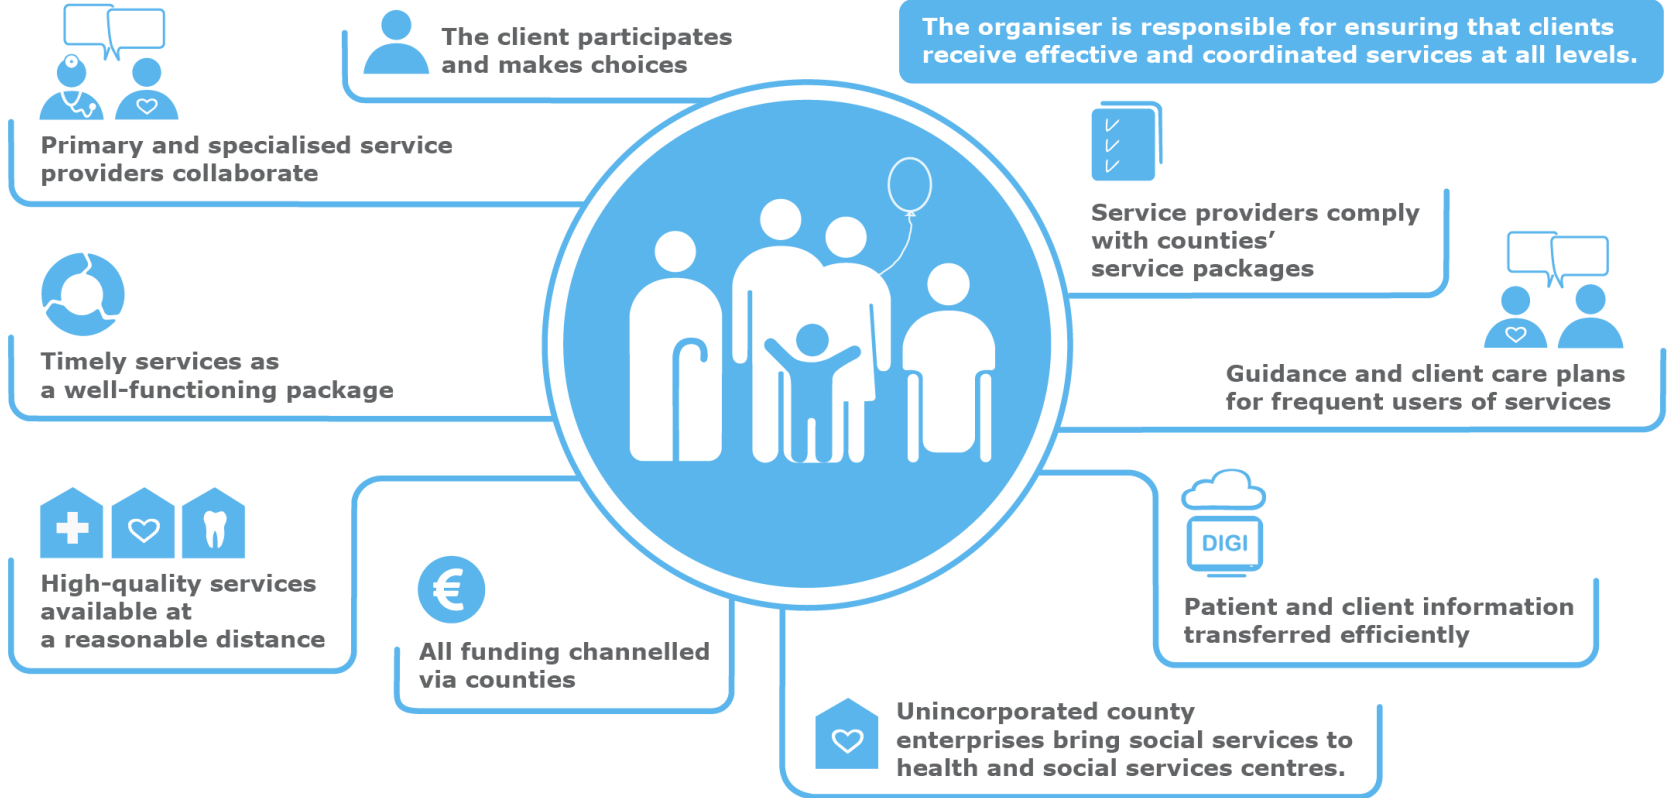 The client participates
and makes choices
The organiser is responsible for ensuring that clients
receive effective and coordinated services at all levels.
Primary and specialised service
providers collaborate
Service providers comply
with counties’
service packages
Timely services as
a well-functioning package
Guidance and client care plans
for frequent users of services
High-quality services
available at
a reasonable distance
€
All funding channelled
via counties
DIGI
Patient and client information
transferred efficiently
Unincorporated county
enterprises bring social services to
health and social services centres.